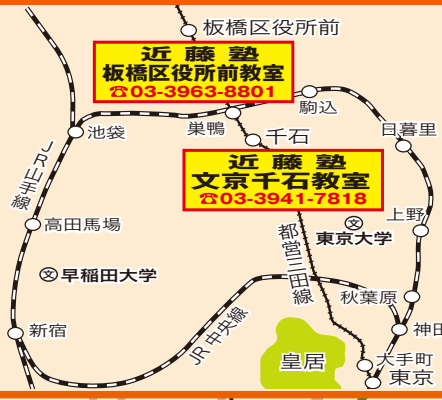 板橋区役所前
近藤塾
板橋区役所前教室
☎03-3963-8801
駒込
池袋
巣鴨
千石
日暮里
JR山手線
近藤塾
文京千石教室
☎03-3941-7818
高田馬場
文
東京大学
上野
文早稲田大学
都営三田線
秋葉原
新宿
JR中央線
神田
皇居
大手町
東京